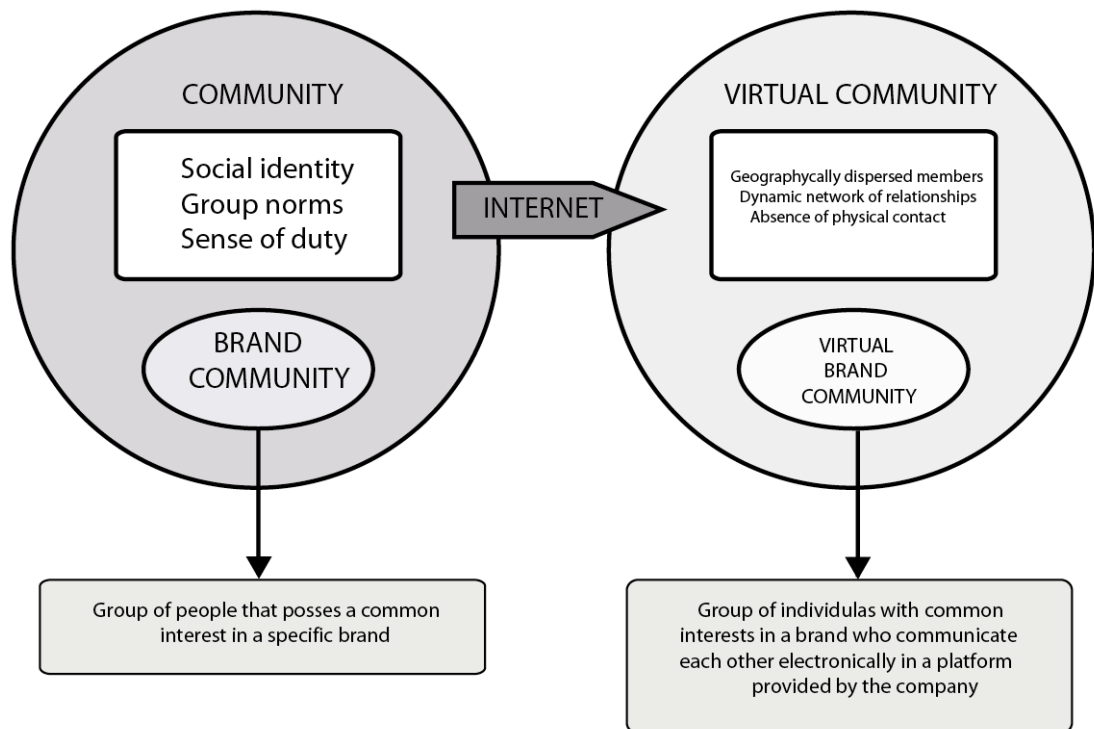 COMMUNITY
Social identity
Group norms
Sense of duty
BRAND
COMMUNITY
Group of people that posses a common
interest in a specific brand
INTERNET
VIRTUAL COMMUNITY
Geographycally dispersed members
Dynamic network of relationships
Absence of physical contact
VIRTUAL
BRAND
COMMUNITY
Group of individulas with common
interests in a brand who communicate
each other electronically in a platform
provided by the company